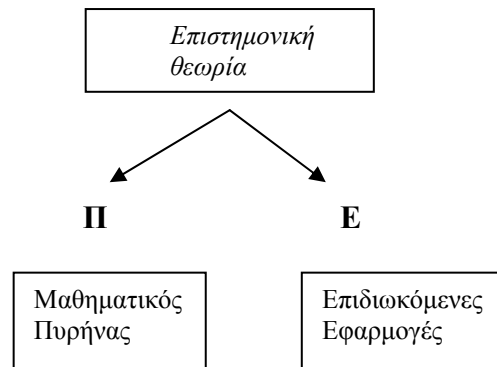 Επιστημονική
θεωρία
Π
Ε
Μαθηματικός
Πυρήνας
Επιδιωκόμενες
Εφαρμογές